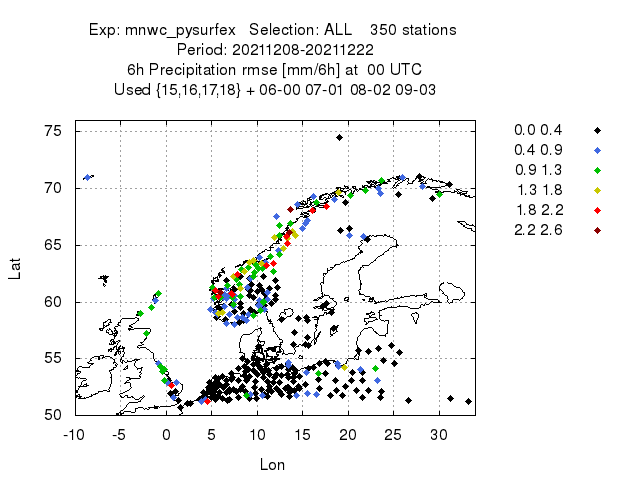 Exp: mnwc_pysurfex   Selection: ALL    350 stations
Period: 20211208-20211222
6h Precipitation rmse [mm/6h] at  00 UTC
Used {15,16,17,18} + 06-00 07-01 08-02 09-03
75
70
65
60
55
50
Lat
-10 -5 0 5 10 15 20 25 30
Lon
0.0 0.4
0.4 0.9
0.9 1.3
1.3 1.8
1.8 2.2
2.2 2.6